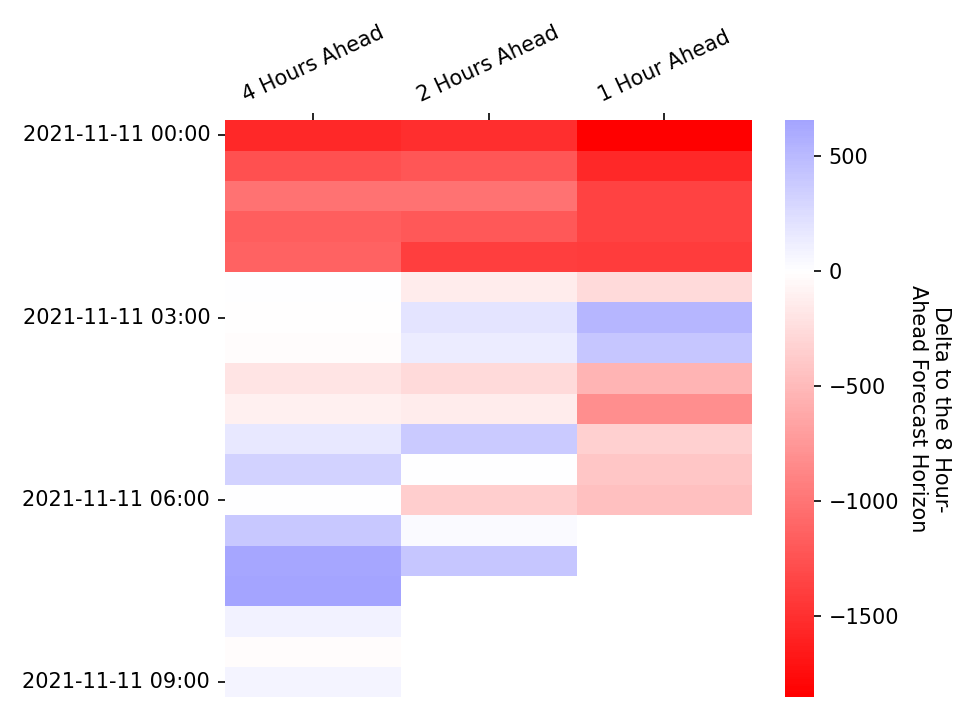 4 Hours Ahead
2 Hours Ahead
1 Hour Ahead
2021-11-11 00:00
2021-11-11 03:00
2021-11-11 06:00
2021-11-11 09:00
500
0
−500
−1000
−1500
Delta to the 8 Hour-
Ahead Forecast Horizon